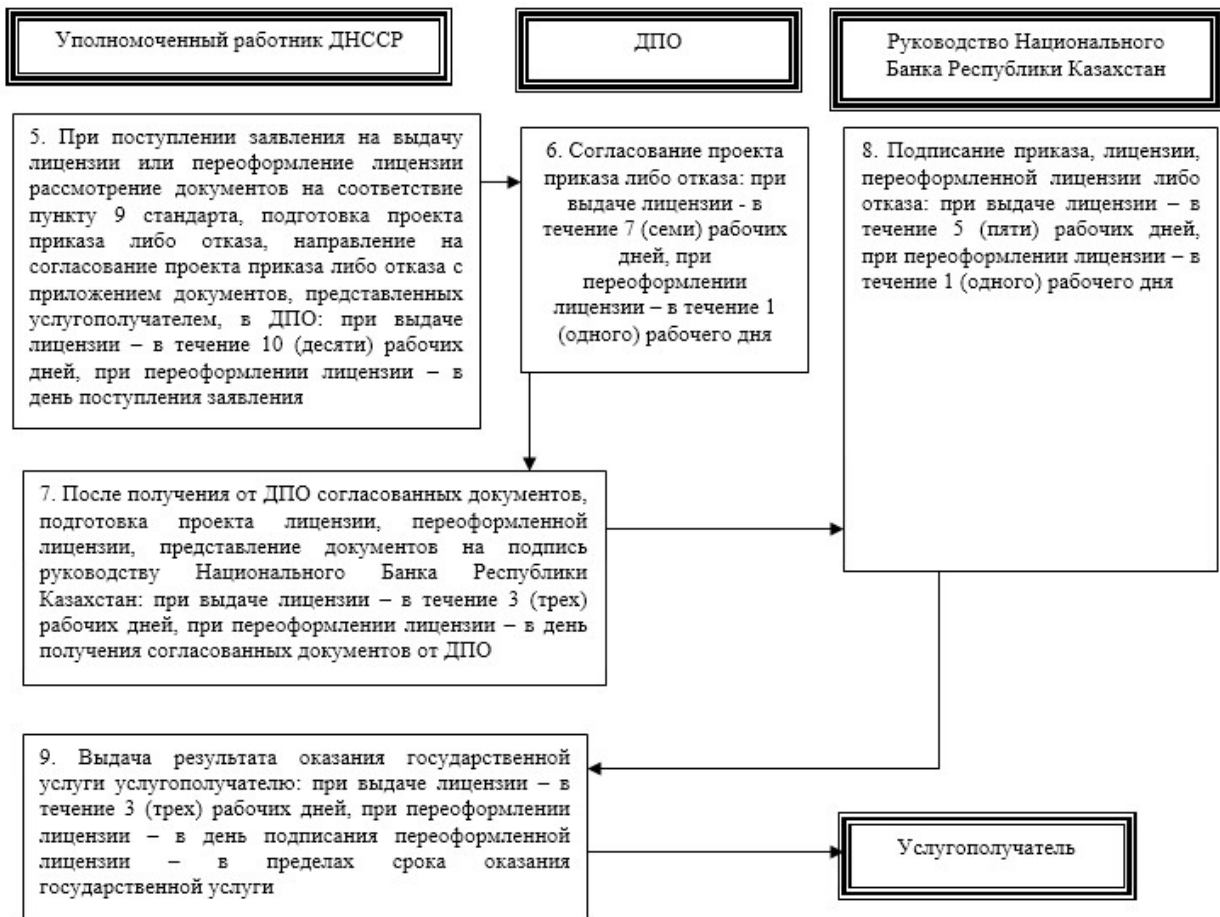 Уполномоченный работник ДНССР
ДПО
Руководство Национального
Банка Республики Казахстан
5. При поступлении заявления на выдачу
лицензии или переоформление лицензии
рассмотрение документов на соответствие
пункту 9 стандарта, подготовка проекта
приказа либо отказа, направление на
согласование проекта приказа либо отказа с
приложением документов, представленных
услугополучателем, в ДПО: при выдаче
лицензии – в течение 10 (десяти) рабочих
дней, при переоформлении лицензии – в
день поступления заявления
6. Согласование проекта
приказа либо отказа: при
выдаче лицензии - в
течение 7 (семи) рабочих
дней, при
переоформлении
лицензии – в течение 1
(одного) рабочего дня
8. Подписание приказа, лицензии,
переоформленной лицензии либо
отказа: при выдаче лицензии – в
течение 5 (пяти) рабочих дней,
при переоформлении лицензии – в
течение 1 (одного) рабочего дня
7. После получения от ДПО согласованных документов,
подготовка проекта лицензии, переоформленной
лицензии, представление документов на подпись
руководству Национального Банка Республики
Казахстан: при выдаче лицензии – в течение 3 (трех)
рабочих дней, при переоформлении лицензии – в день
получения согласованных документов от ДПО
9. Выдача результата оказания государственной
услуги услугополучателю: при выдаче лицензии – в
течение 3 (трех) рабочих дней, при переоформлении
лицензии – в день подписания переоформленной
лицензии – в пределах срока оказания
государственной услуги
Услугополучатель